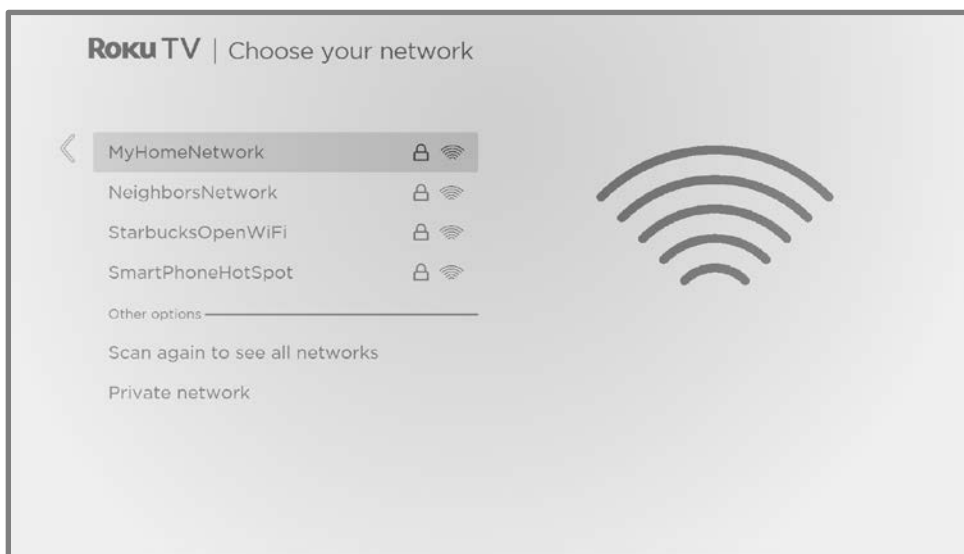 Roku TV | Choose your network
MyHomeNetwork
NeighborsNetwork
StarbucksOpenWiFi
SmartPhoneHotSpot
Other options
Scan again to see all networks
Private network